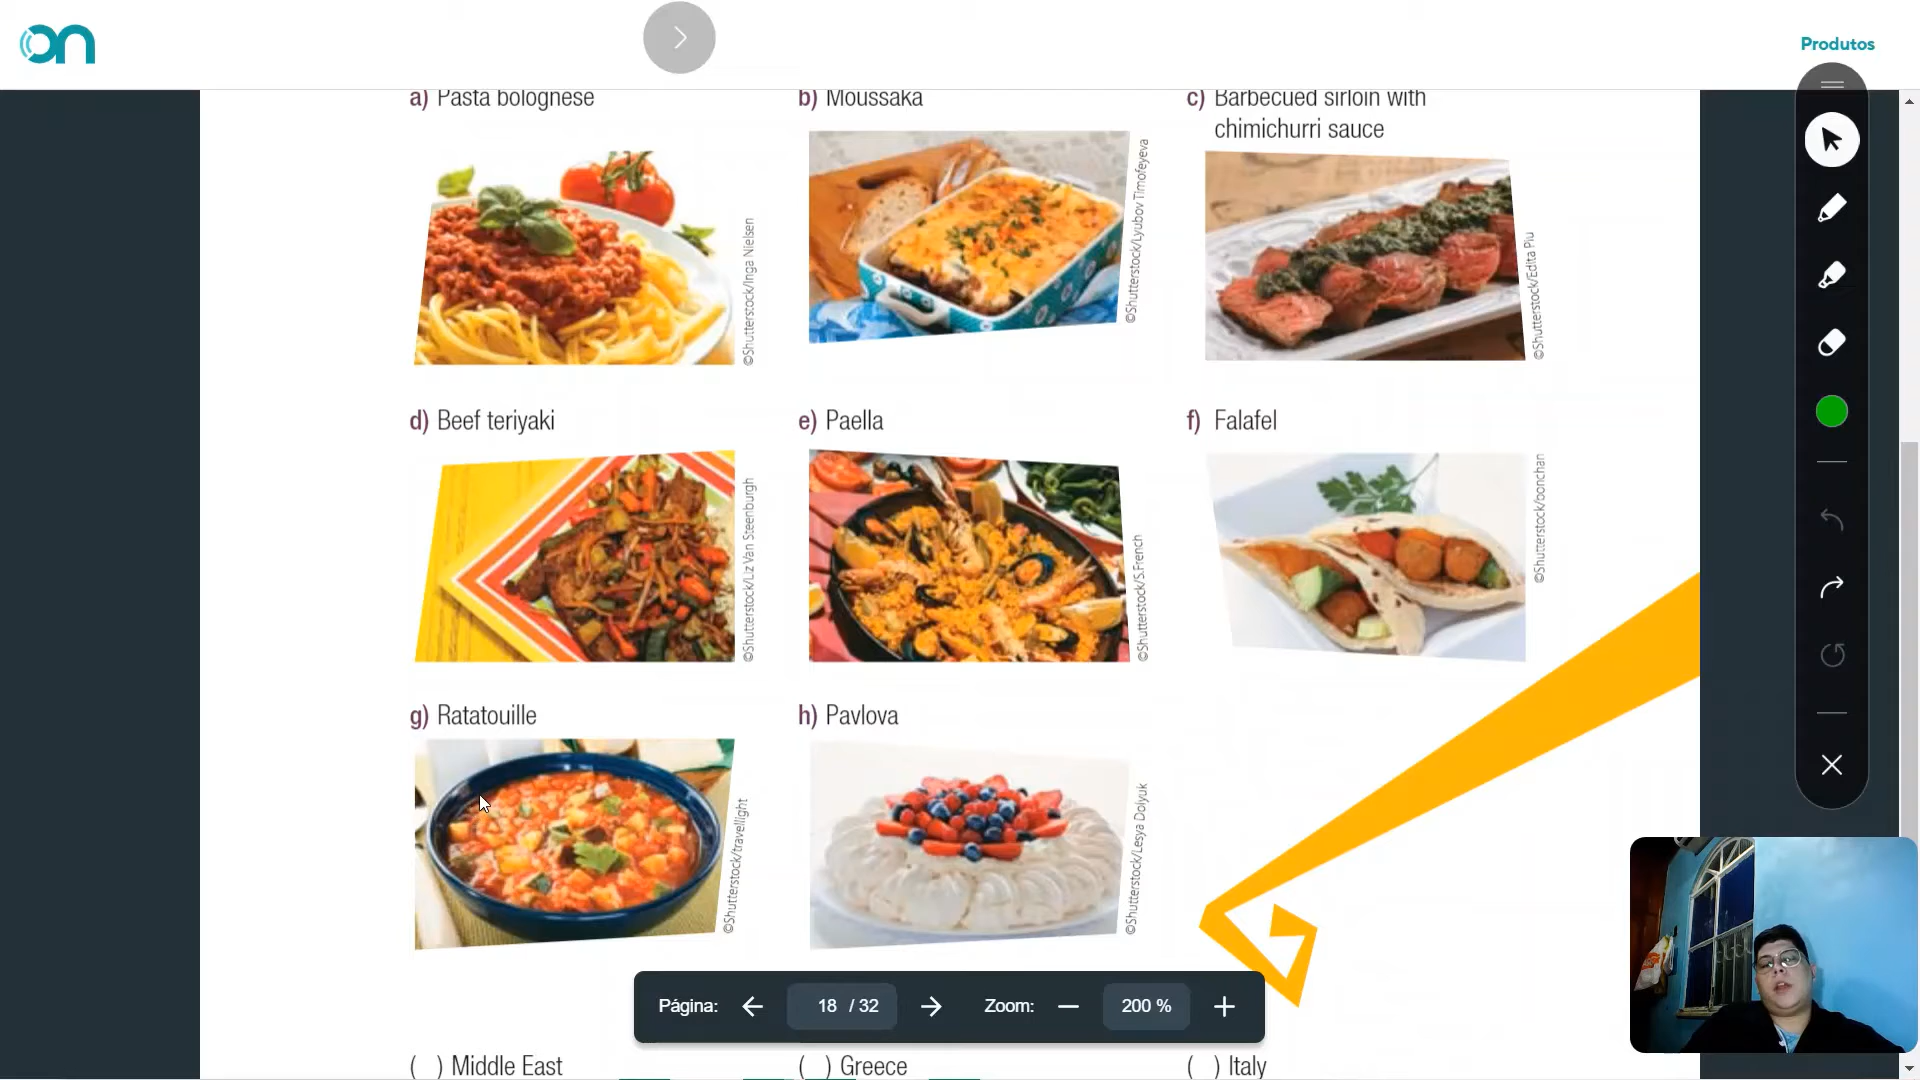 on
Produtos
a) Pasta bolognese
b) Moussaka
c) Barbecued sirloin with
chimichurri sauce
©Shutterstock/Inga Nielsen
©Shutterstock/Lyubov Timofeyeva
©Shutterstock/Edita Piu
d) Beef teriyaki
e) Paella
f) Falafel
©Shutterstock/Liz Van Steenburgh
©Shutterstock/S.French
©Shutterstock/bonchan
g) Ratatouille
h) Pavlova
©Shutterstock/travellight
©Shutterstock/Lesya Dolyuk
Página: 18 / 32 Zoom: 200 %
( ) Middle East
( ) Greece
( ) Italy